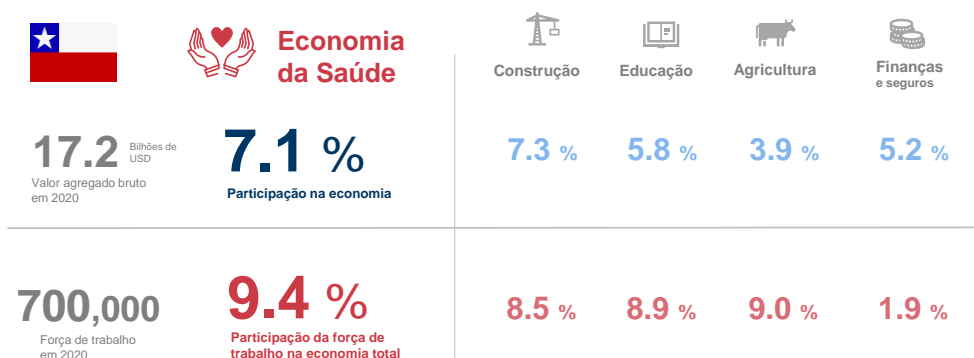 Economia
da Saúde
Construção
Educação
Agricultura
Finanças
e seguros
17.2 Bilhões de
USD
Valor agregado bruto
em 2020
7.1 %
Participação na economia
7.3 %
5.8 %
3.9 %
5.2 %
700,000
Força de trabalho
em 2020
9.4 %
Participação da força de
trabalho na economia total
8.5 %
8.9 %
9.0 %
1.9 %